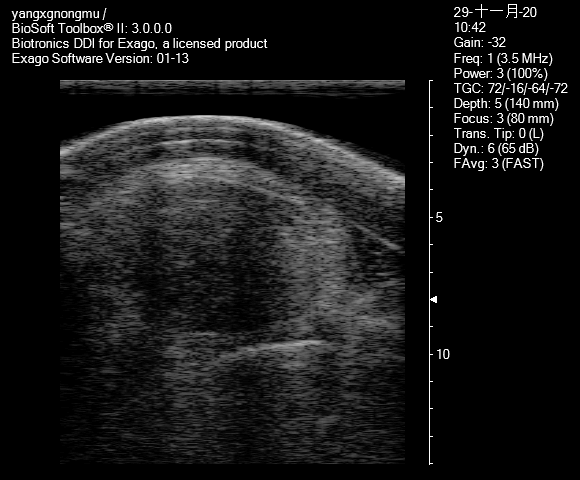 yangxgnongmu /
BioSoft Toolbox® II: 3.0.0.0
Biotronics DDI for Exago, a licensed product
Exago Software Version: 01-13
29-十一月-20
10:42
Gain: -32
Freq: 1 (3.5 MHz)
Power: 3 (100%)
TGC: 72/-16/-64/-72
Depth: 5 (140 mm)
Focus: 3 (80 mm)
Trans. Tip: 0 (L)
Dyn.: 6 (65 dB)
FAvg: 3 (FAST)
5
10